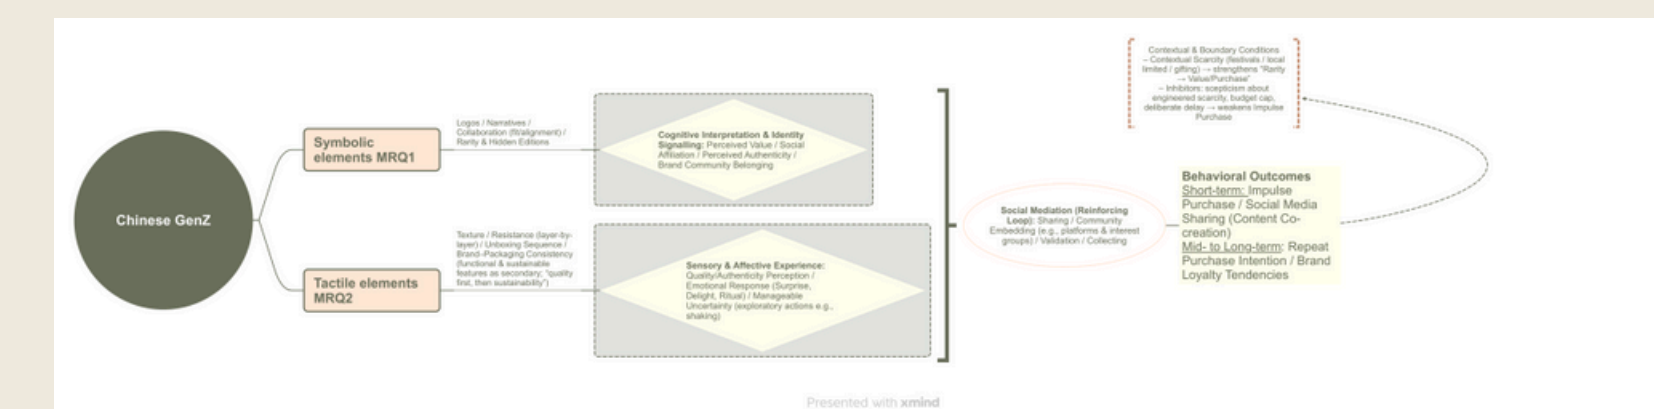 Chinese GenZ
Symbolic
elements MRQ1
Logos / Narratives /
Collaboration (fit/alignment) /
Rarity & Hidden Editions
Cognitive Interpretation & Identity
Signalling: Perceived Value / Social
Affiliation / Perceived Authenticity /
Brand Community Belonging
Tactile elements
MRQ2
Texture / Resistance (layer-by-
layer) / Unboxing Sequence /
Brand–Packaging Consistency
(functional & sustainable
features as secondary; "quality
first, then sustainability")
Sensory & Affective Experience:
Quality/Authenticity Perception /
Emotional Response (Surprise,
Delight, Ritual) / Manageable
Uncertainty (exploratory actions e.g.,
shaking)
Social Mediation (Reinforcing
Loop): Sharing / Community
Embedding (e.g., platforms & interest
groups) / Validation / Collecting
Behavioral Outcomes
Short-term: Impulse
Purchase / Social Media
Sharing (Content Co-
creation)
Mid- to Long-term: Repeat
Purchase Intention / Brand
Loyalty Tendencies
Contextual & Boundary Conditions
– Contextual Scarcity (festivals / local
limited / gifting) → strengthens "Rarity
→ Value/Purchase"
– Inhibitors: scepticism about
engineered scarcity, budget cap,
deliberate delay → weakens Impulse
Purchase
Presented with xmind